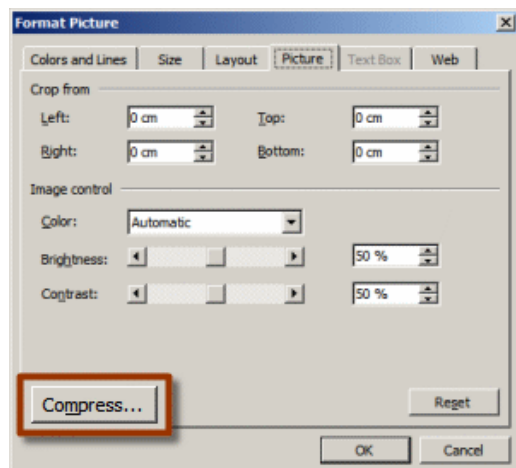 Format Picture
Colors and Lines Size Layout Picture Text Box Web
Crop from
Left: 0 cm Top: 0 cm
Right: 0 cm Bottom: 0 cm
Image control
Color: Automatic
Brightness: 50 %
Contrast: 50 %
Compress... Reset
OK Cancel